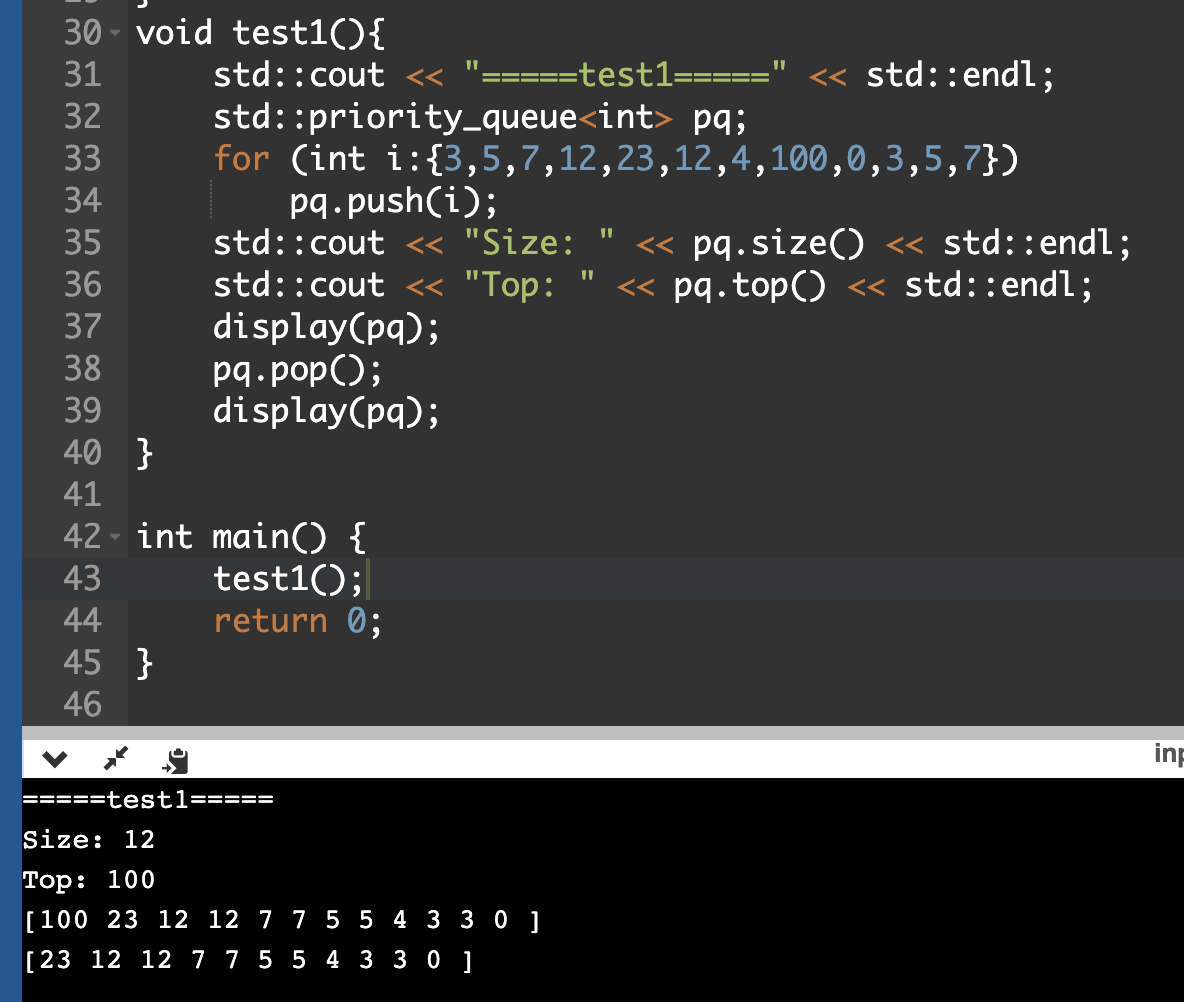 30 void test1(){
31     std::cout << "=====test1=====" << std::endl;
32     std::priority_queue<int> pq;
33     for (int i:{3,5,7,12,23,12,4,100,0,3,5,7})
34         pq.push(i);
35     std::cout << "Size: " << pq.size() << std::endl;
36     std::cout << "Top: " << pq.top() << std::endl;
37     display(pq);
38     pq.pop();
39     display(pq);
40 }
41
42 int main() {
43     test1();
44     return 0;
45 }
46
inp
=====test1=====
Size: 12
Top: 100
[100 23 12 12 7 7 5 5 4 3 3 0 ]
[23 12 12 7 7 5 5 4 3 3 0 ]